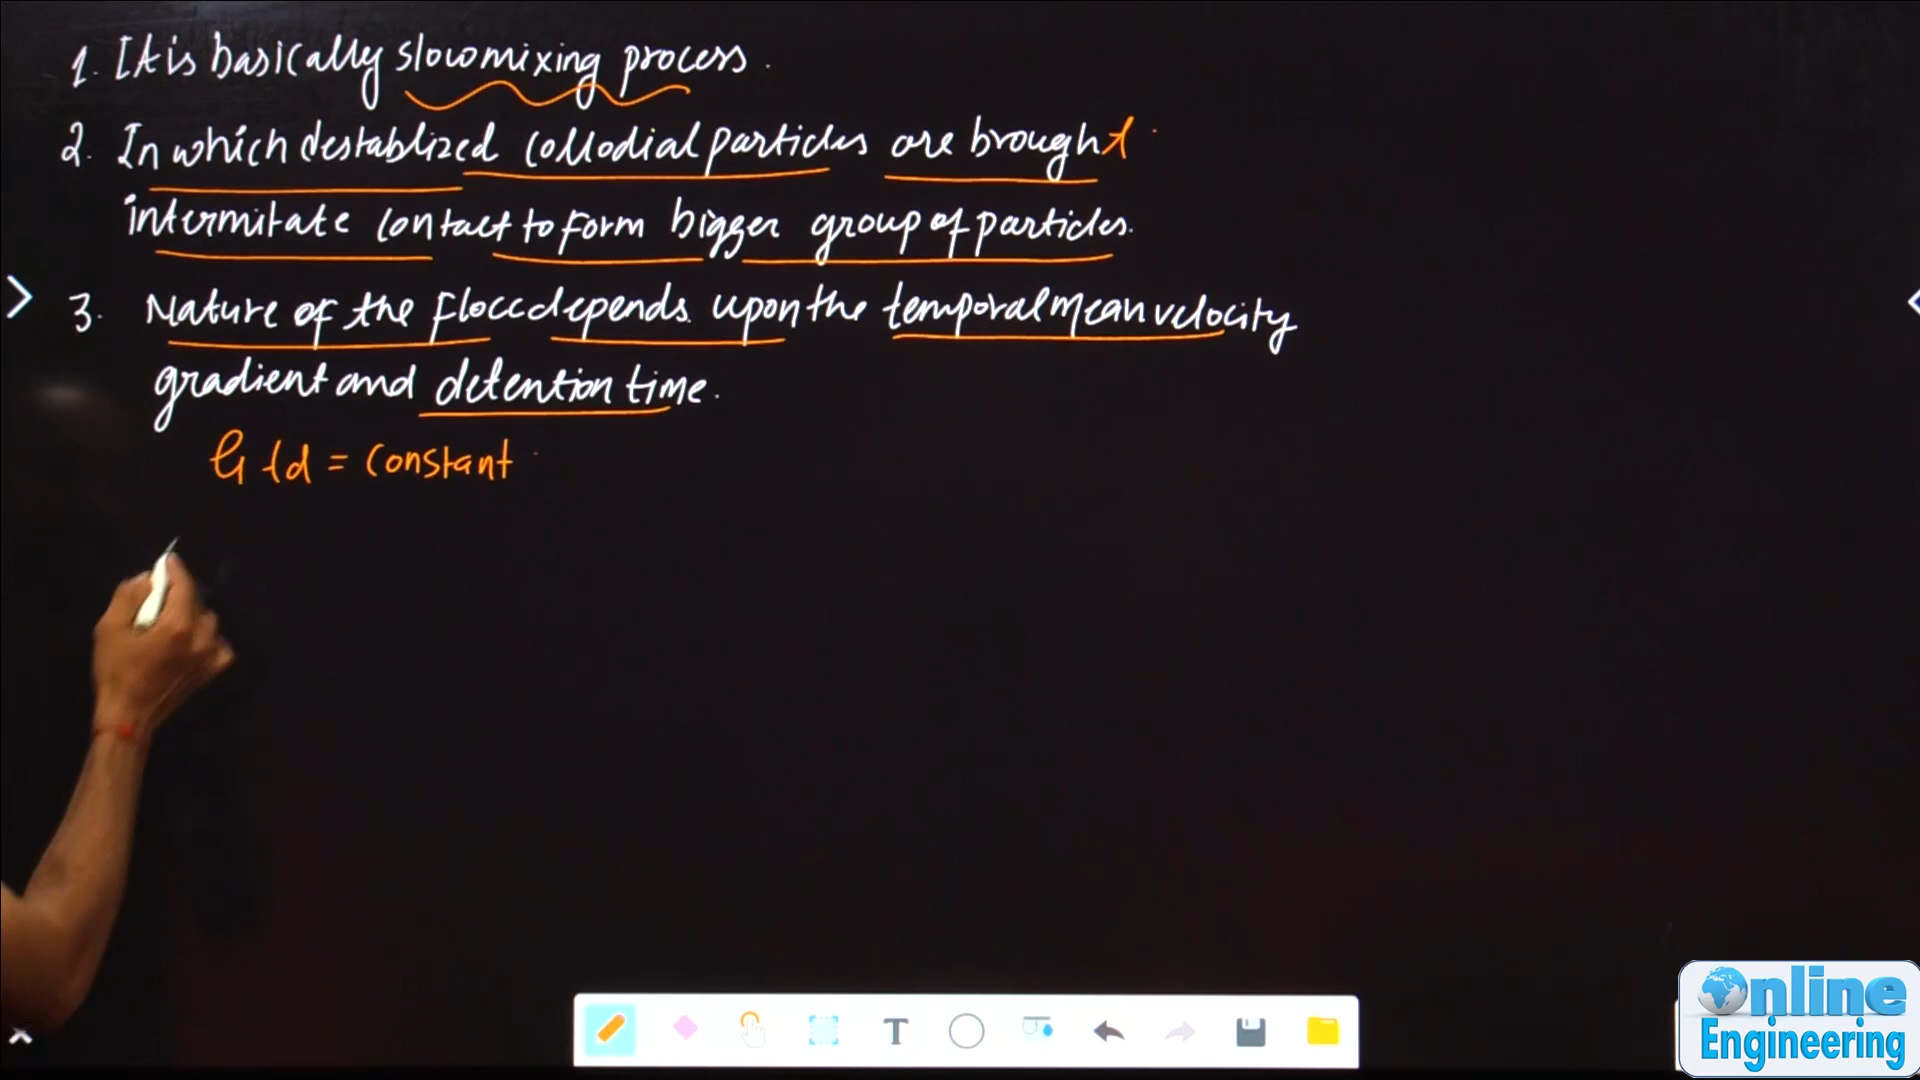 1. It is basically slow mixing process.
2. In which destablized collodial particles are brought
intermitate contact to form bigger group of particles.
3. Nature of the flocc depends upon the temporal mean velocity
gradient and detention time.
G td = constant
T
Online
Engineering